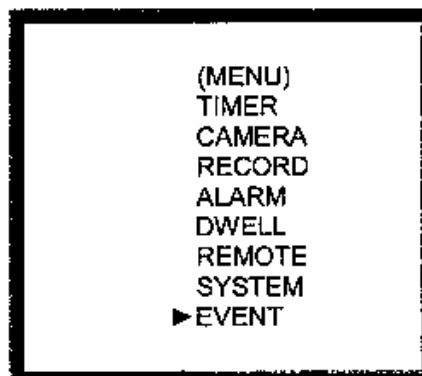 (MENU)
TIMER
CAMERA
RECORD
ALARM
DWELL
REMOTE
SYSTEM
►EVENT